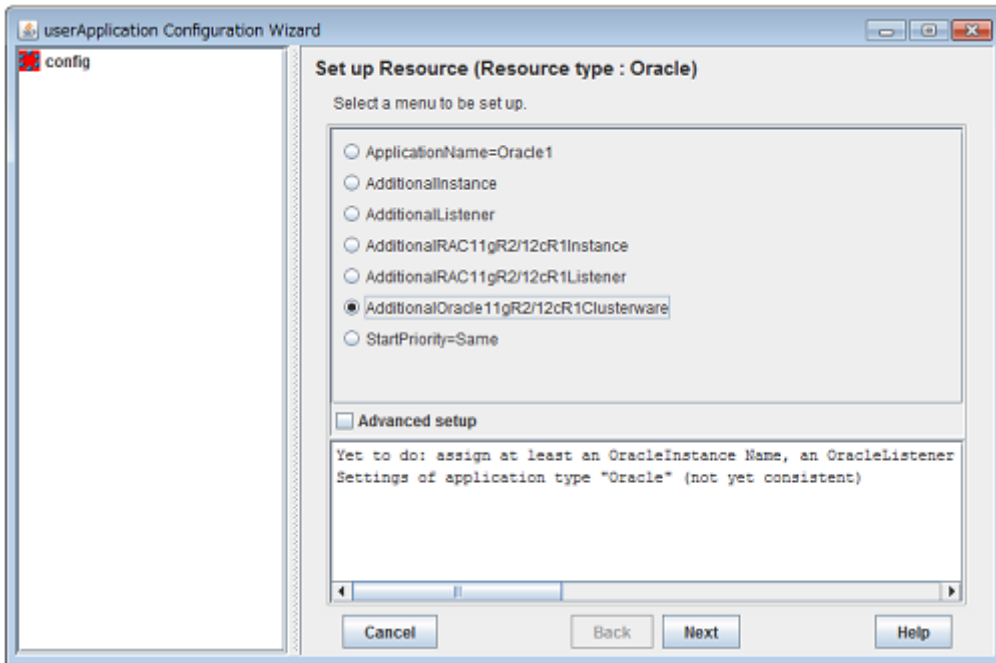 userApplication Configuration Wizard
config
Set up Resource (Resource type : Oracle)
Select a menu to be set up.
ApplicationName=Oracle1
AdditionalInstance
AdditionalListener
AdditionalRAC11gR2/12cR1Instance
AdditionalRAC11gR2/12cR1Listener
AdditionalOracle11gR2/12cR1Clusterware
StartPriority=Same
Advanced setup
Yet to do: assign at least an OracleInstance Name, an OracleListener
Settings of application type "Oracle" (not yet consistent)
Cancel
Back
Next
Help